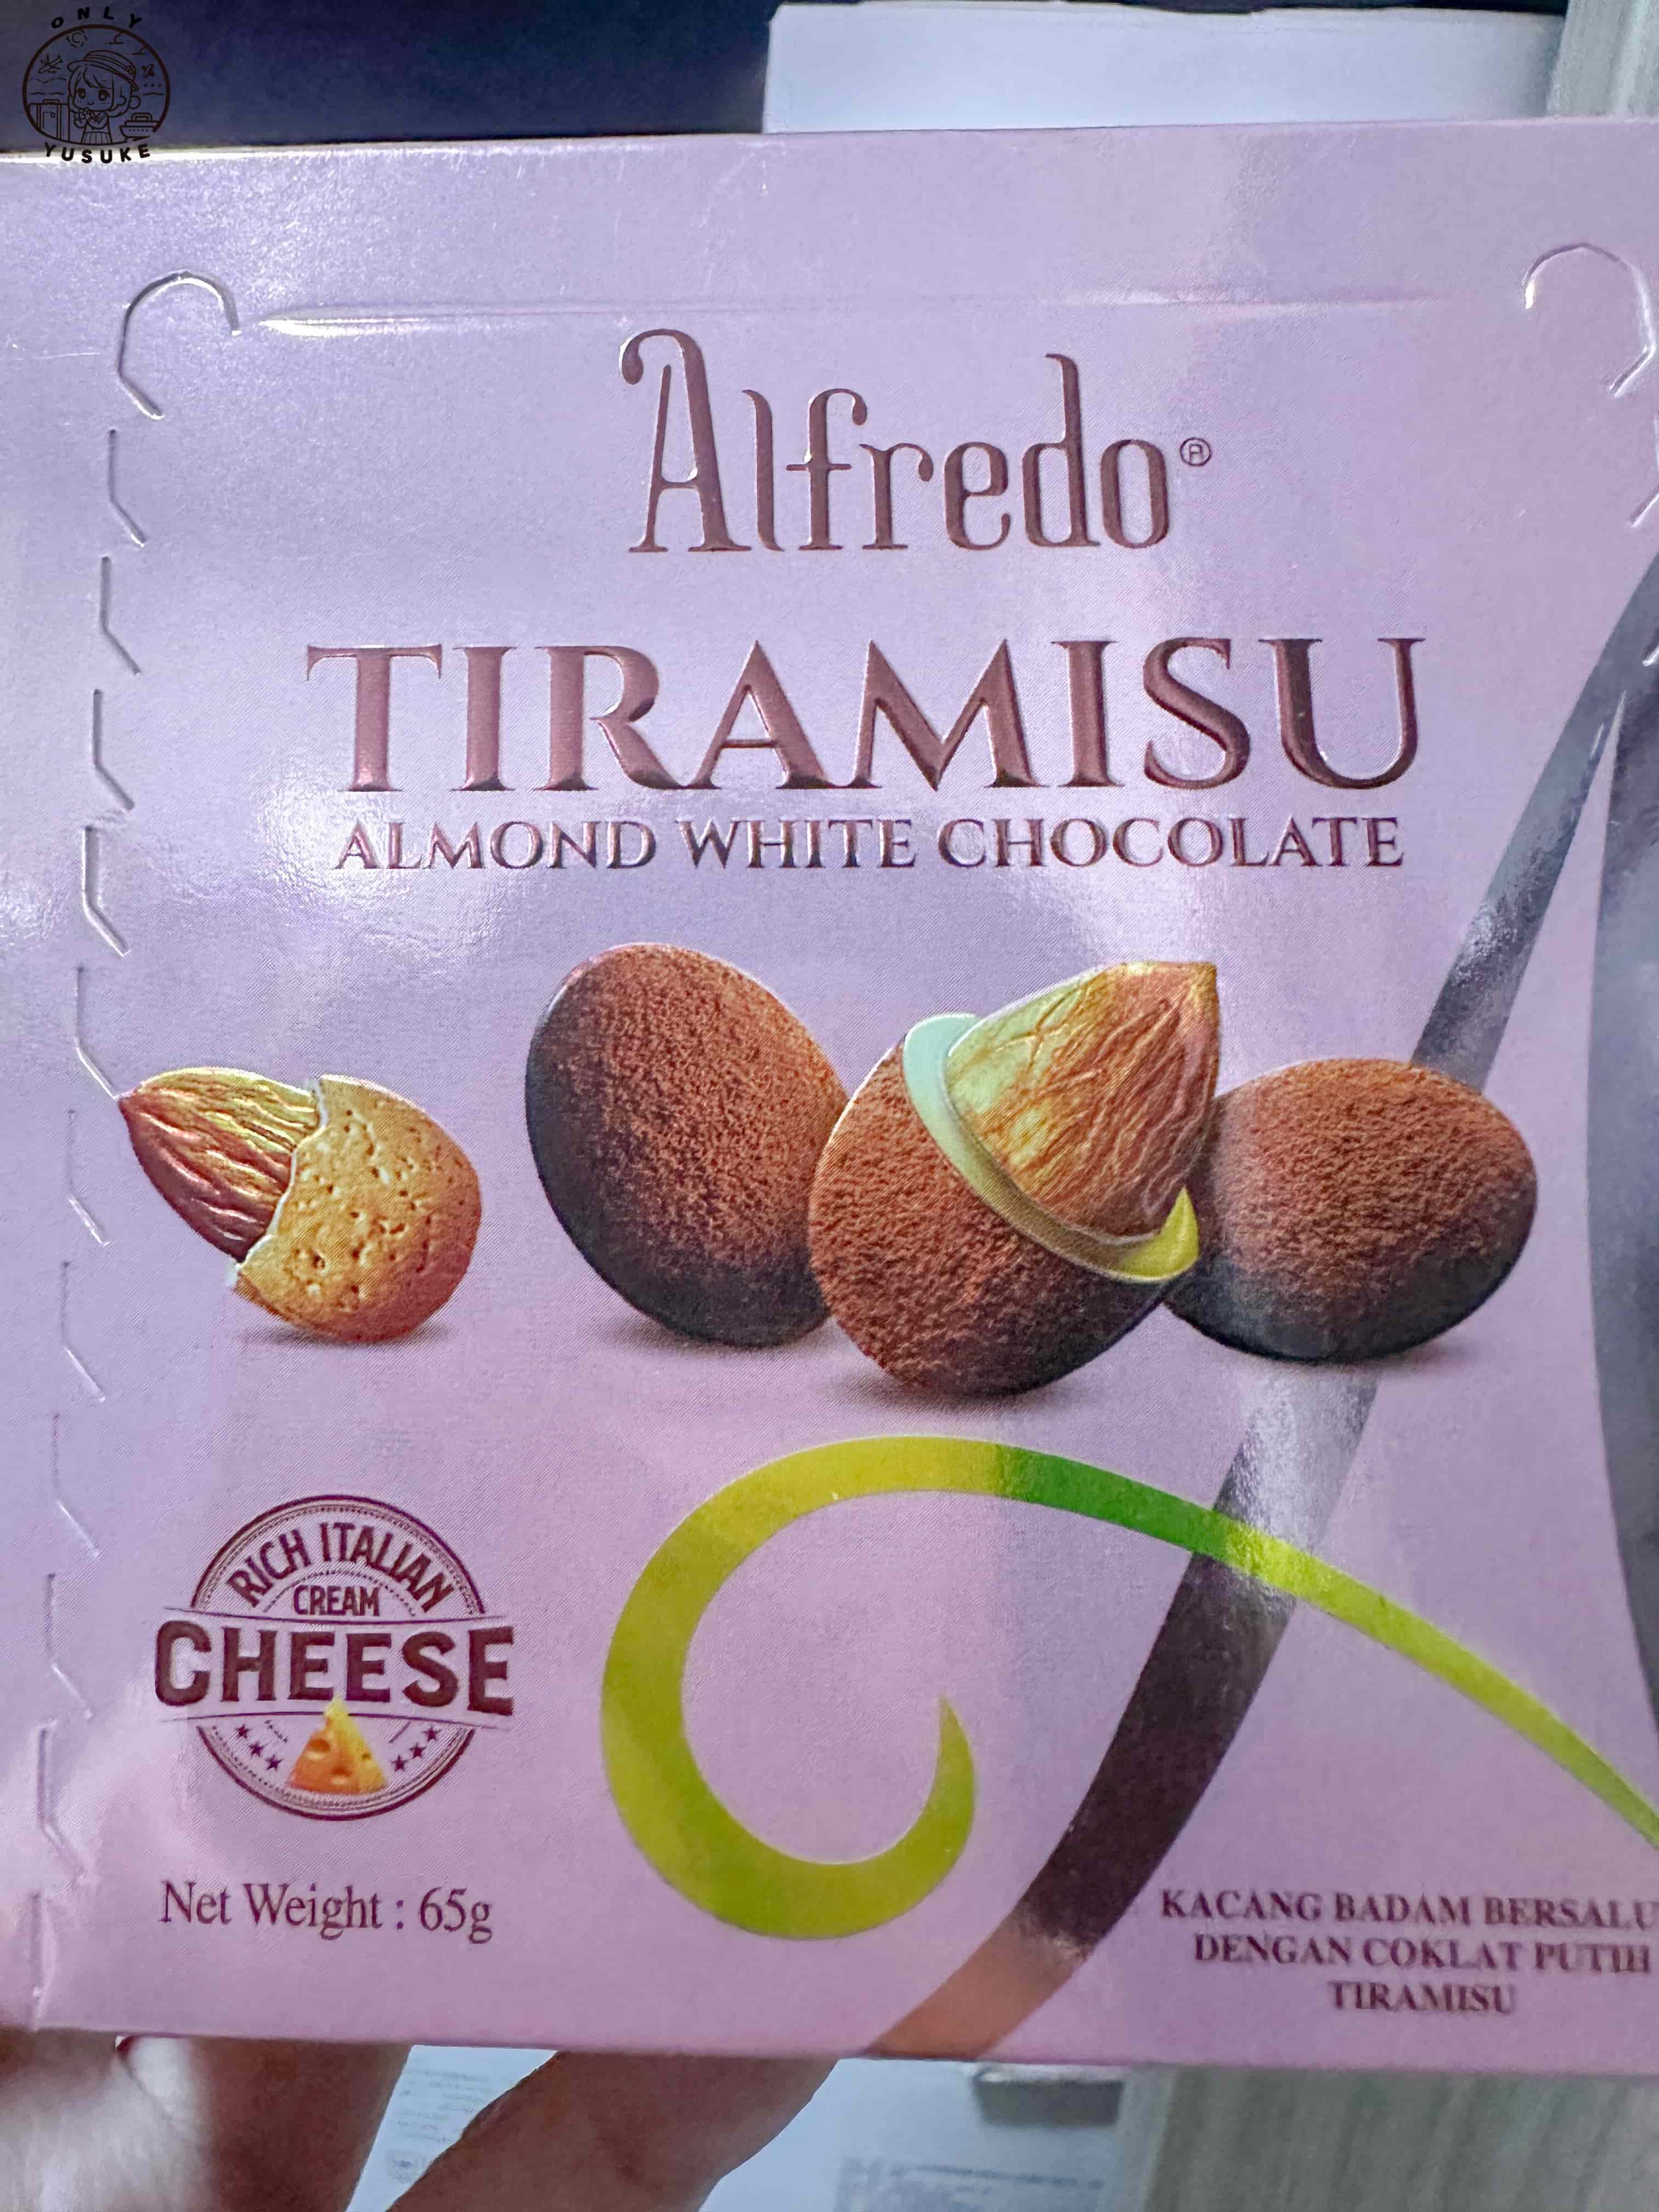 ONLY
YUSUKE
Alfredo®
TIRAMISU
ALMOND WHITE CHOCOLATE
RICH ITALIAN
CREAM
CHEESE
Net Weight : 65g
KACANG BADAM BERSALU
DENGAN COKLAT PUTIH
TIRAMISU